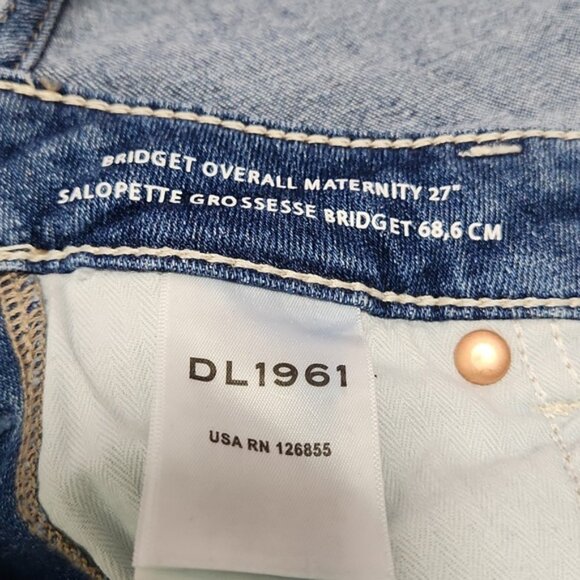 BRIDGET OVERALL MATERNITY 27"
SALOPETTE GROSSESSE BRIDGET 68,6 CM
DL1961
USA RN 126855